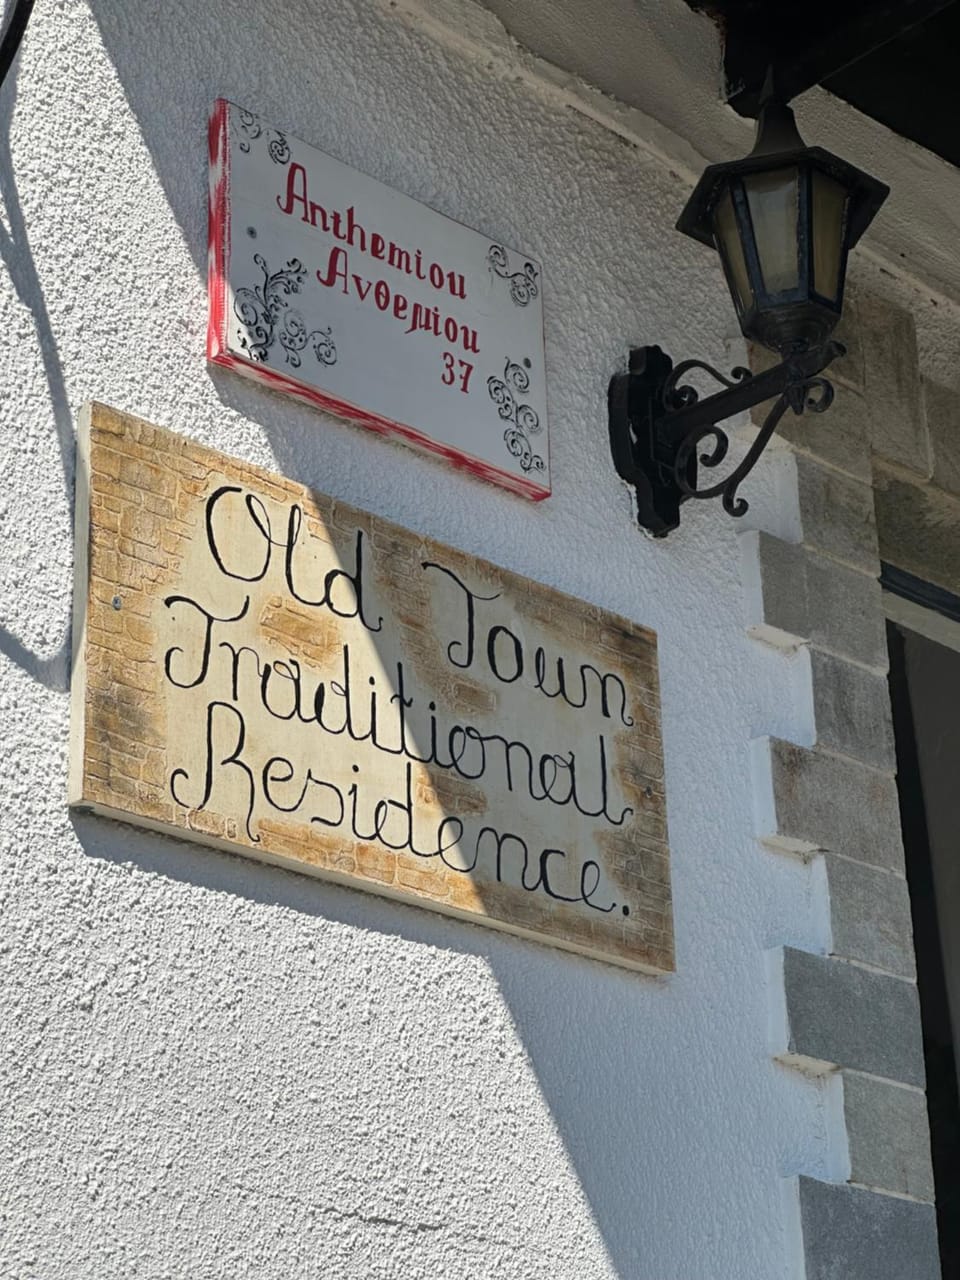 Anthemiou
Ανθεμιου
37
Old Town
Traditional
Residence.